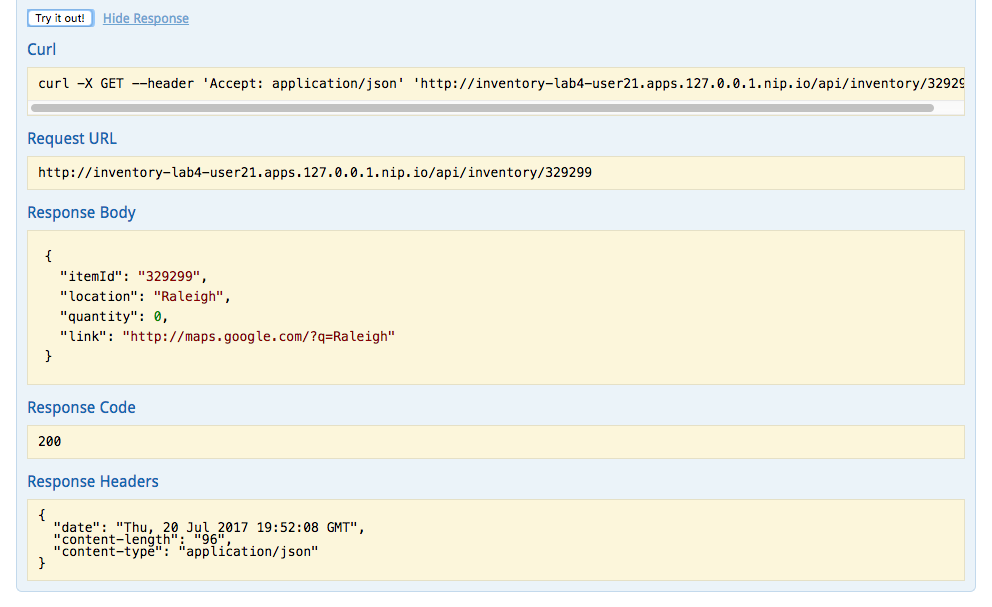 Try it out! Hide Response
Curl
curl -X GET --header 'Accept: application/json' 'http://inventory-lab4-user21.apps.127.0.0.1.nip.io/api/inventory/32929
Request URL
http://inventory-lab4-user21.apps.127.0.0.1.nip.io/api/inventory/329299
Response Body
{
"itemId": "329299",
"location": "Raleigh",
"quantity": 0,
"link": "http://maps.google.com/?q=Raleigh"
}
Response Code
200
Response Headers
{
"date": "Thu, 20 Jul 2017 19:52:08 GMT",
"content-length": "96",
"content-type": "application/json"
}